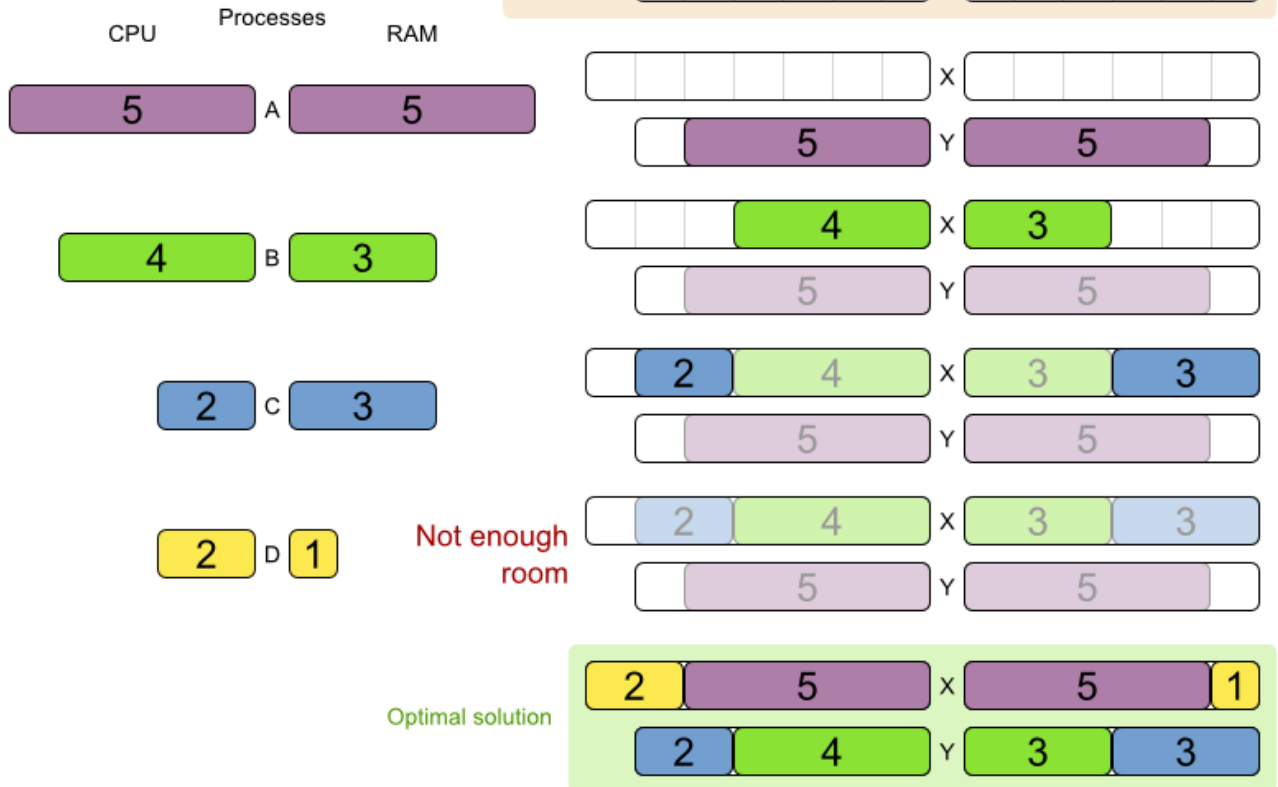 Processes
CPU RAM
X
5 A 5
5 Y 5
4 X 3
4 B 3
5 Y 5
2 4 X 3 3
2 C 3
5 Y 5
2 4 X 3 3
Not enough
room
2 D 1
5 Y 5
2 5 X 5 1
Optimal solution
2 4 Y 3 3